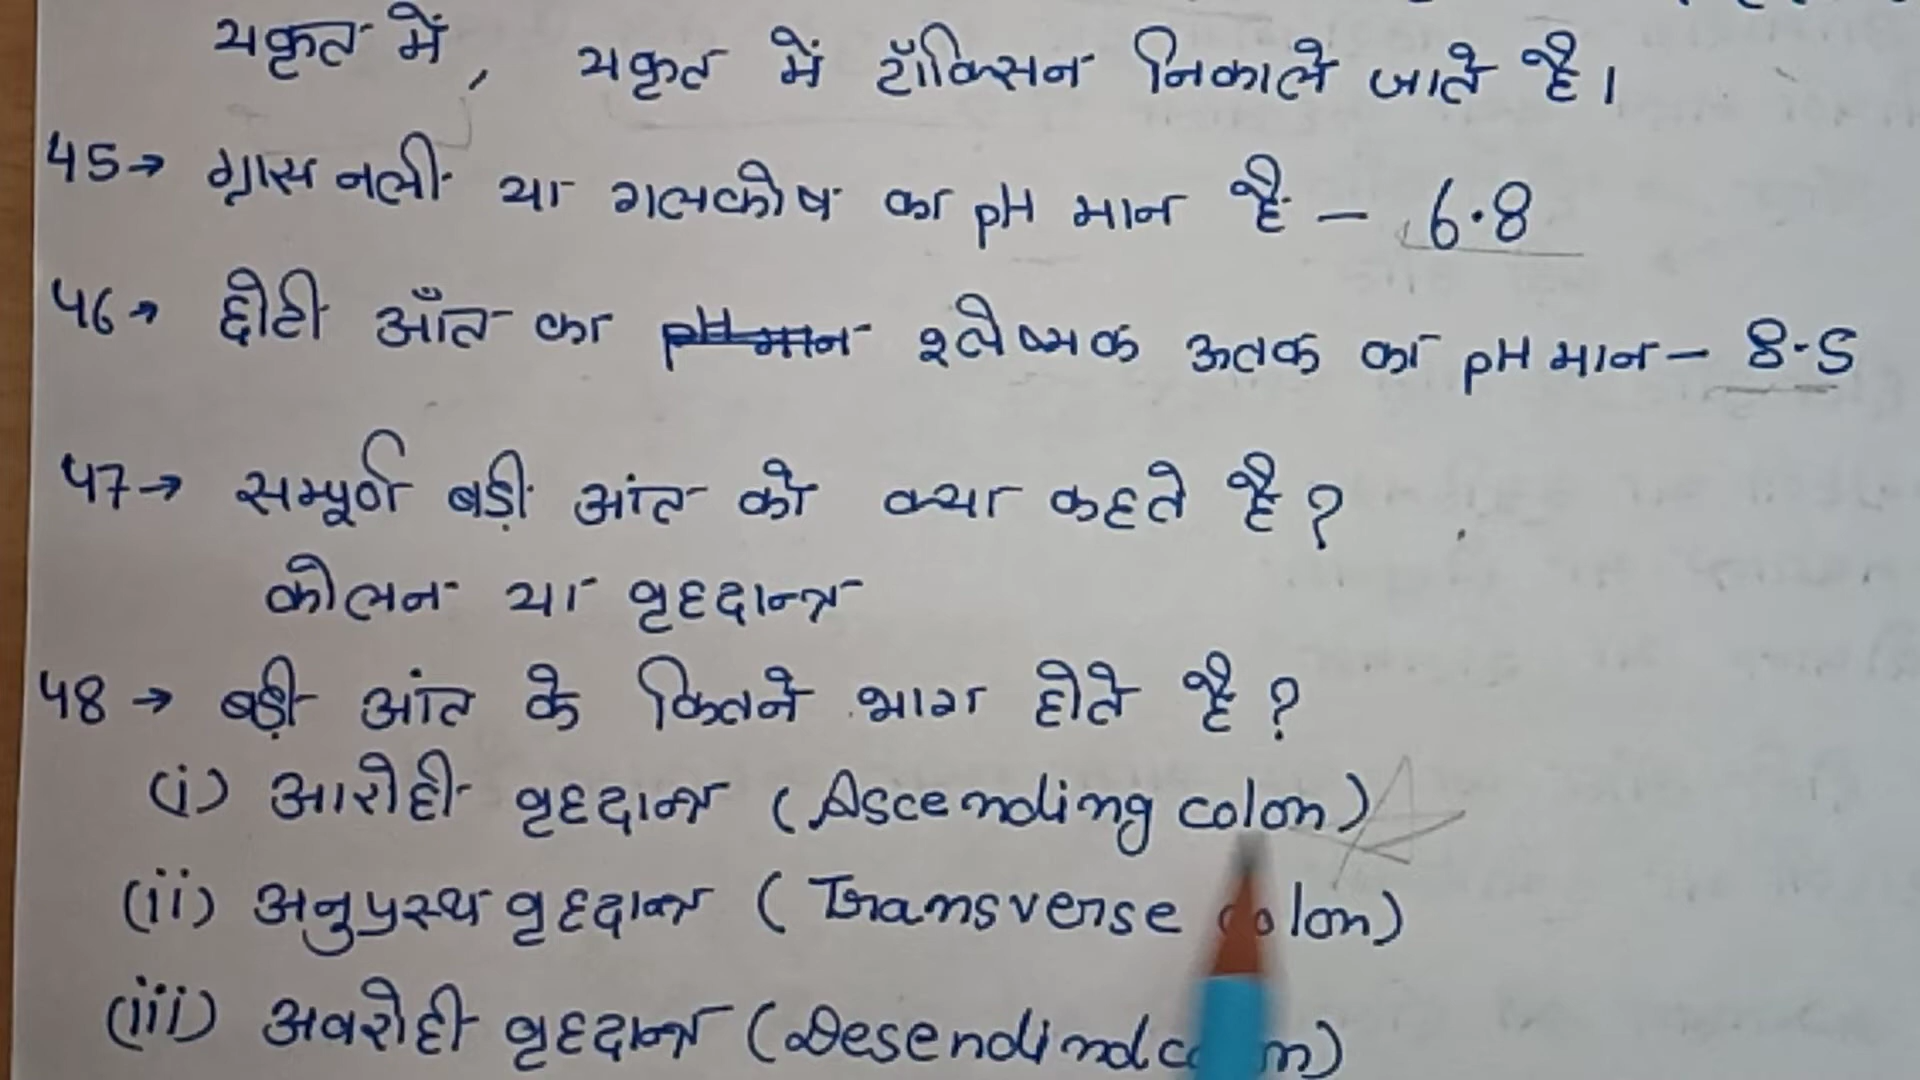 यकृत में, यकृत में टॉक्सिन निकाले जाते है।
45→ ग्रास नली या गलकोष का pH मान है - 6.8
46→ छोटी आँत का श्लेष्मक ऊतक का pH मान - 8.5
47→ सम्पूर्ण बड़ी आंत को क्या कहते है?
कोलन या वृहदान्त्र
48→ बड़ी आंत के कितने भाग होते है?
(i) आरोही वृहदान्त्र (Ascending colon)
(ii) अनुप्रस्थ वृहदान्त्र (Transverse colon)
(iii) अवरोही वृहदान्त्र (Desendind